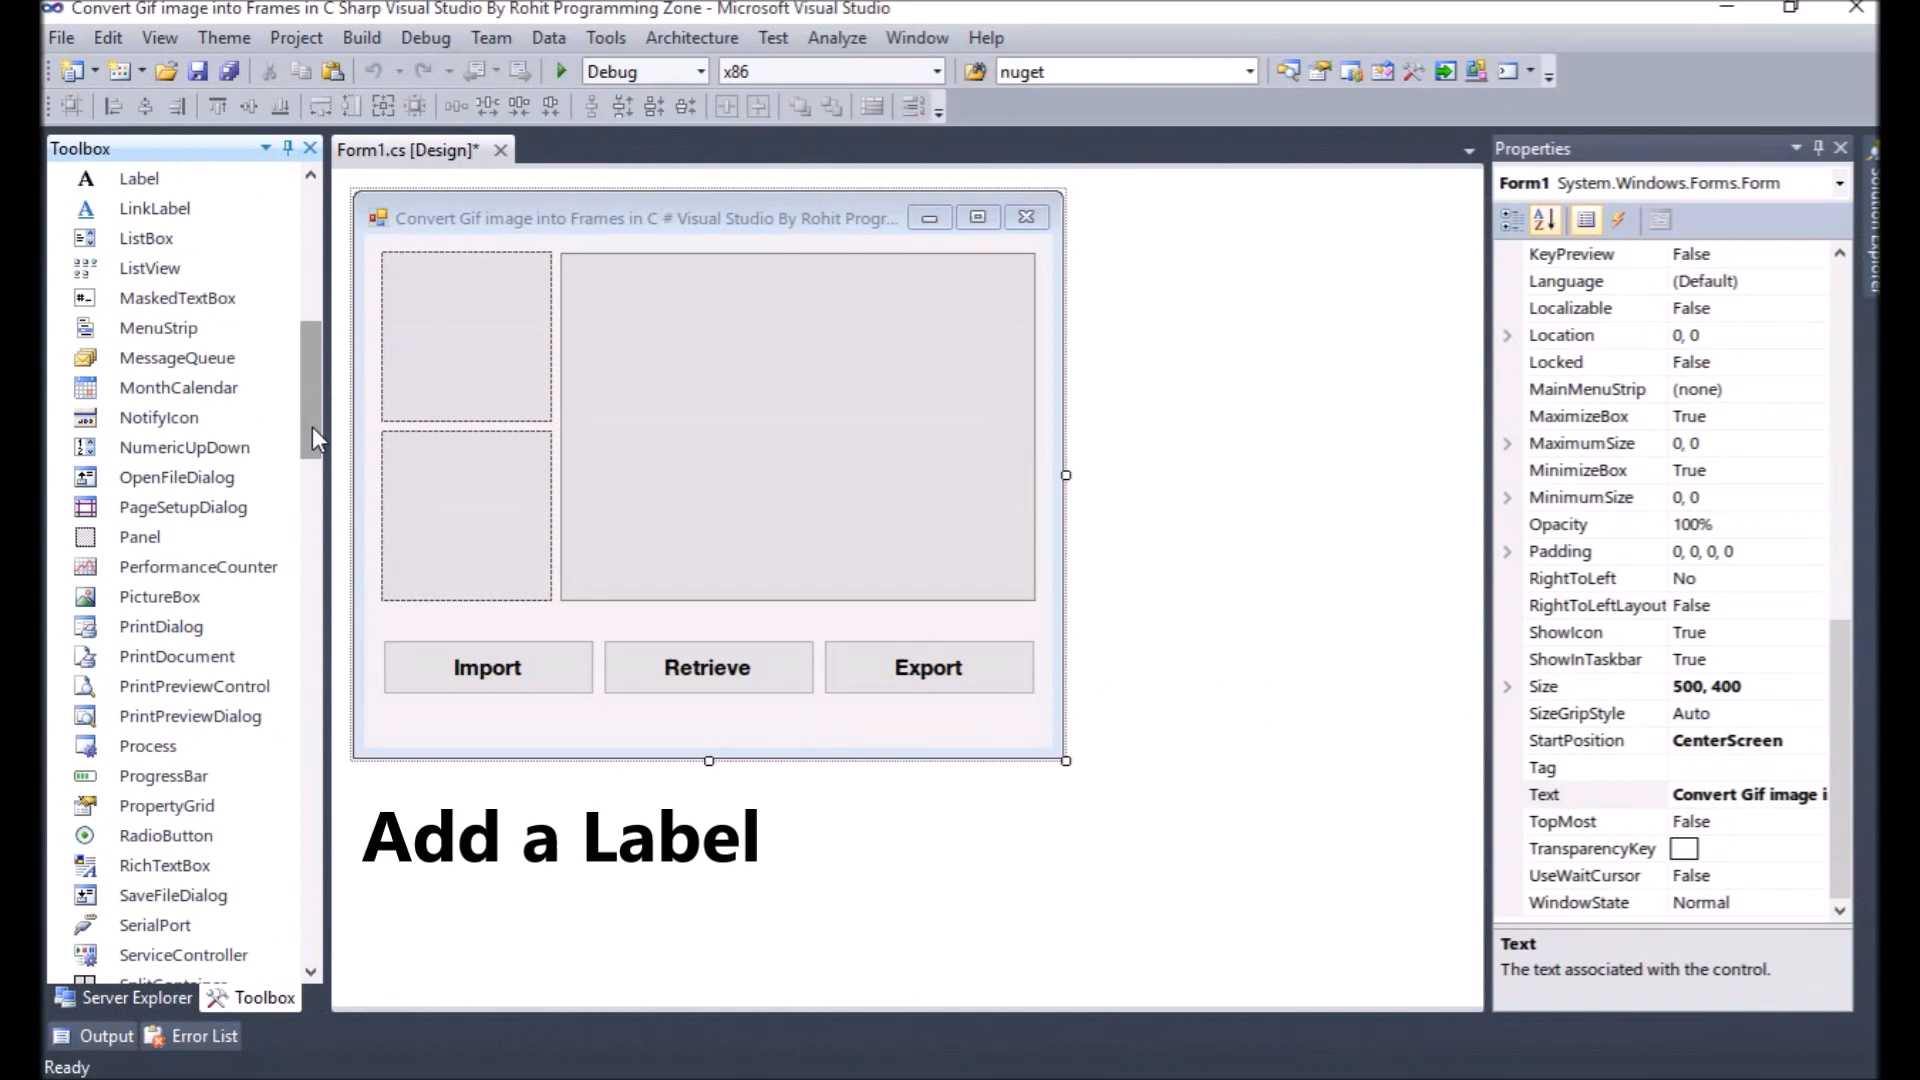 Convert Gif image into Frames in C Sharp Visual Studio By Rohit Programming Zone - Microsoft Visual Studio
File Edit View Theme Project Build Debug Team Data Tools Architecture Test Analyze Window Help
Debug x86 nuget
Toolbox
Label
LinkLabel
ListBox
ListView
MaskedTextBox
MenuStrip
MessageQueue
MonthCalendar
NotifyIcon
NumericUpDown
OpenFileDialog
PageSetupDialog
Panel
PerformanceCounter
PictureBox
PrintDialog
PrintDocument
PrintPreviewControl
PrintPreviewDialog
Process
ProgressBar
PropertyGrid
RadioButton
RichTextBox
SaveFileDialog
SerialPort
ServiceController
Server Explorer Toolbox
Form1.cs [Design]*
Convert Gif image into Frames in C # Visual Studio By Rohit Progr...
Import Retrieve Export
Add a Label
Properties
Form1 System.Windows.Forms.Form
KeyPreview False
Language (Default)
Localizable False
Location 0, 0
Locked False
MainMenuStrip (none)
MaximizeBox True
MaximumSize 0, 0
MinimizeBox True
MinimumSize 0, 0
Opacity 100%
Padding 0, 0, 0, 0
RightToLeft No
RightToLeftLayout False
ShowIcon True
ShowInTaskbar True
Size 500, 400
SizeGripStyle Auto
StartPosition CenterScreen
Tag
Text Convert Gif image i
TopMost False
TransparencyKey
UseWaitCursor False
WindowState Normal
Text
The text associated with the control.
Solution Explorer
Output Error List
Ready